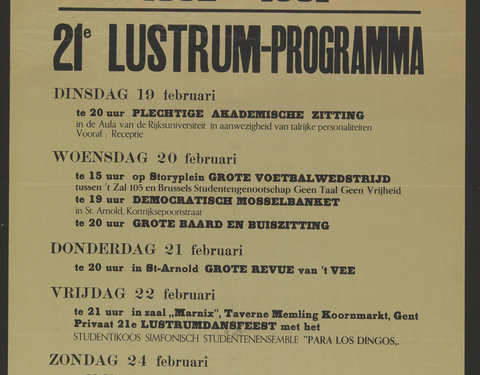 21e LUSTRUM-PROGRAMMA
DINSDAG 19 februari
te 20 uur PLECHTIGE AKADEMISCHE ZITTING
in de Aula van de Rijksuniversiteit in aanwezigheid van talrijke personaliteiten
Vooraf : Receptie
WOENSDAG 20 februari
te 15 uur op Storyplein GROTE VOETBALWEDSTRIJD
tussen 't Zal 105 en Brussels Studentengenootschap Geen Taal Geen Vrijheid
te 19 uur DEMOCRATISCH MOSSELBANKET
in St. Arnold, Kortrijksepoortstraat
te 20 uur GROTE BAARD EN BUISZITTING
DONDERDAG 21 februari
te 20 uur in St-Arnold GROTE REVUE van 't VEE
VRIJDAG 22 februari
te 21 uur in zaal „Marnix", Taverne Memling Koornmarkt, Gent
Privaat 21e LUSTRUMDANSFEEST met het
STUDENTIKOOS SIMFONISCH STUDENTENENSEMBLE "PARA LOS DINGOS„.
ZONDAG 24 februari